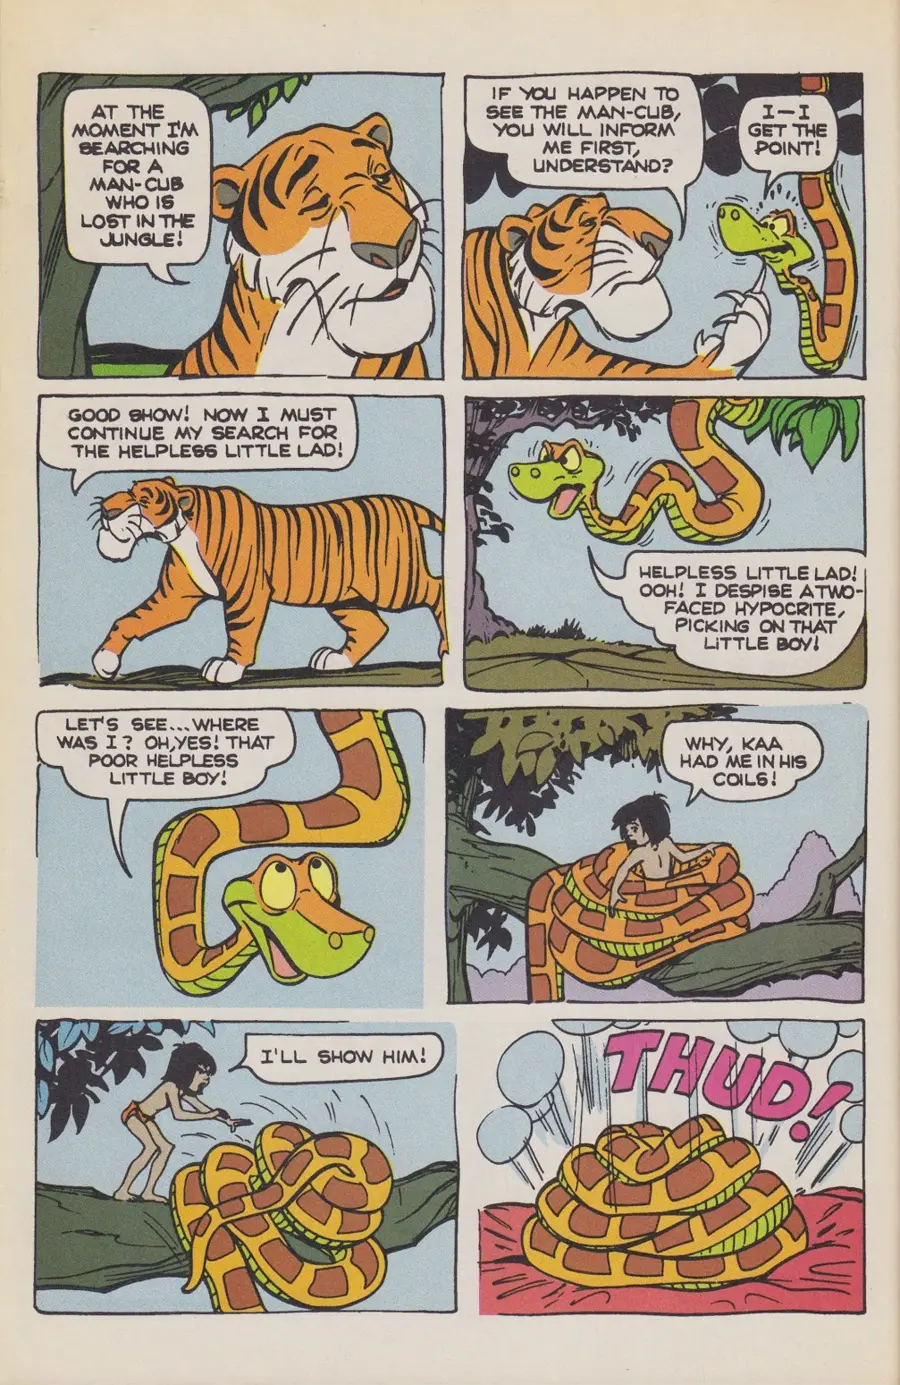 AT THE
MOMENT I'M
SEARCHING
FOR A
MAN-CUB
WHO IS
LOST IN THE
JUNGLE!
IF YOU HAPPEN TO
SEE THE MAN-CUB,
YOU WILL INFORM
ME FIRST,
UNDERSTAND?
I—I
GET THE
POINT!
GOOD SHOW! NOW I MUST
CONTINUE MY SEARCH FOR
THE HELPLESS LITTLE LAD!
HELPLESS LITTLE LAD!
OOH! I DESPISE A TWO-
FACED HYPOCRITE,
PICKING ON THAT
LITTLE BOY!
LET'S SEE...WHERE
WAS I? OH, YES! THAT
POOR HELPLESS
LITTLE BOY!
WHY, KAA
HAD ME IN HIS
COILS!
I'LL SHOW HIM!
THUD!